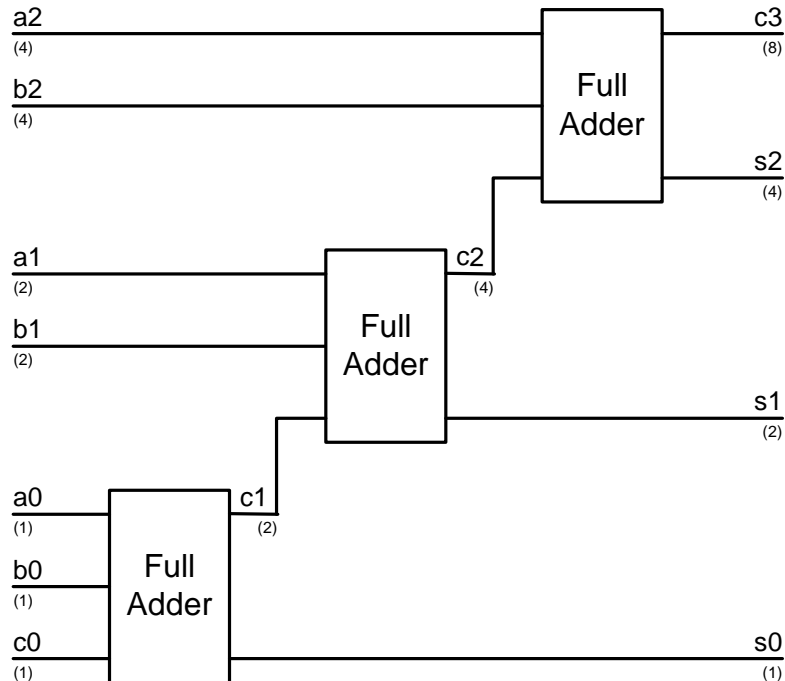 a2
(4)
c3
(8)
b2
(4)
Full
Adder
s2
(4)
a1
(2)
c2
(4)
b1
(2)
Full
Adder
s1
(2)
a0
(1)
c1
(2)
b0
(1)
Full
Adder
c0
(1)
s0
(1)